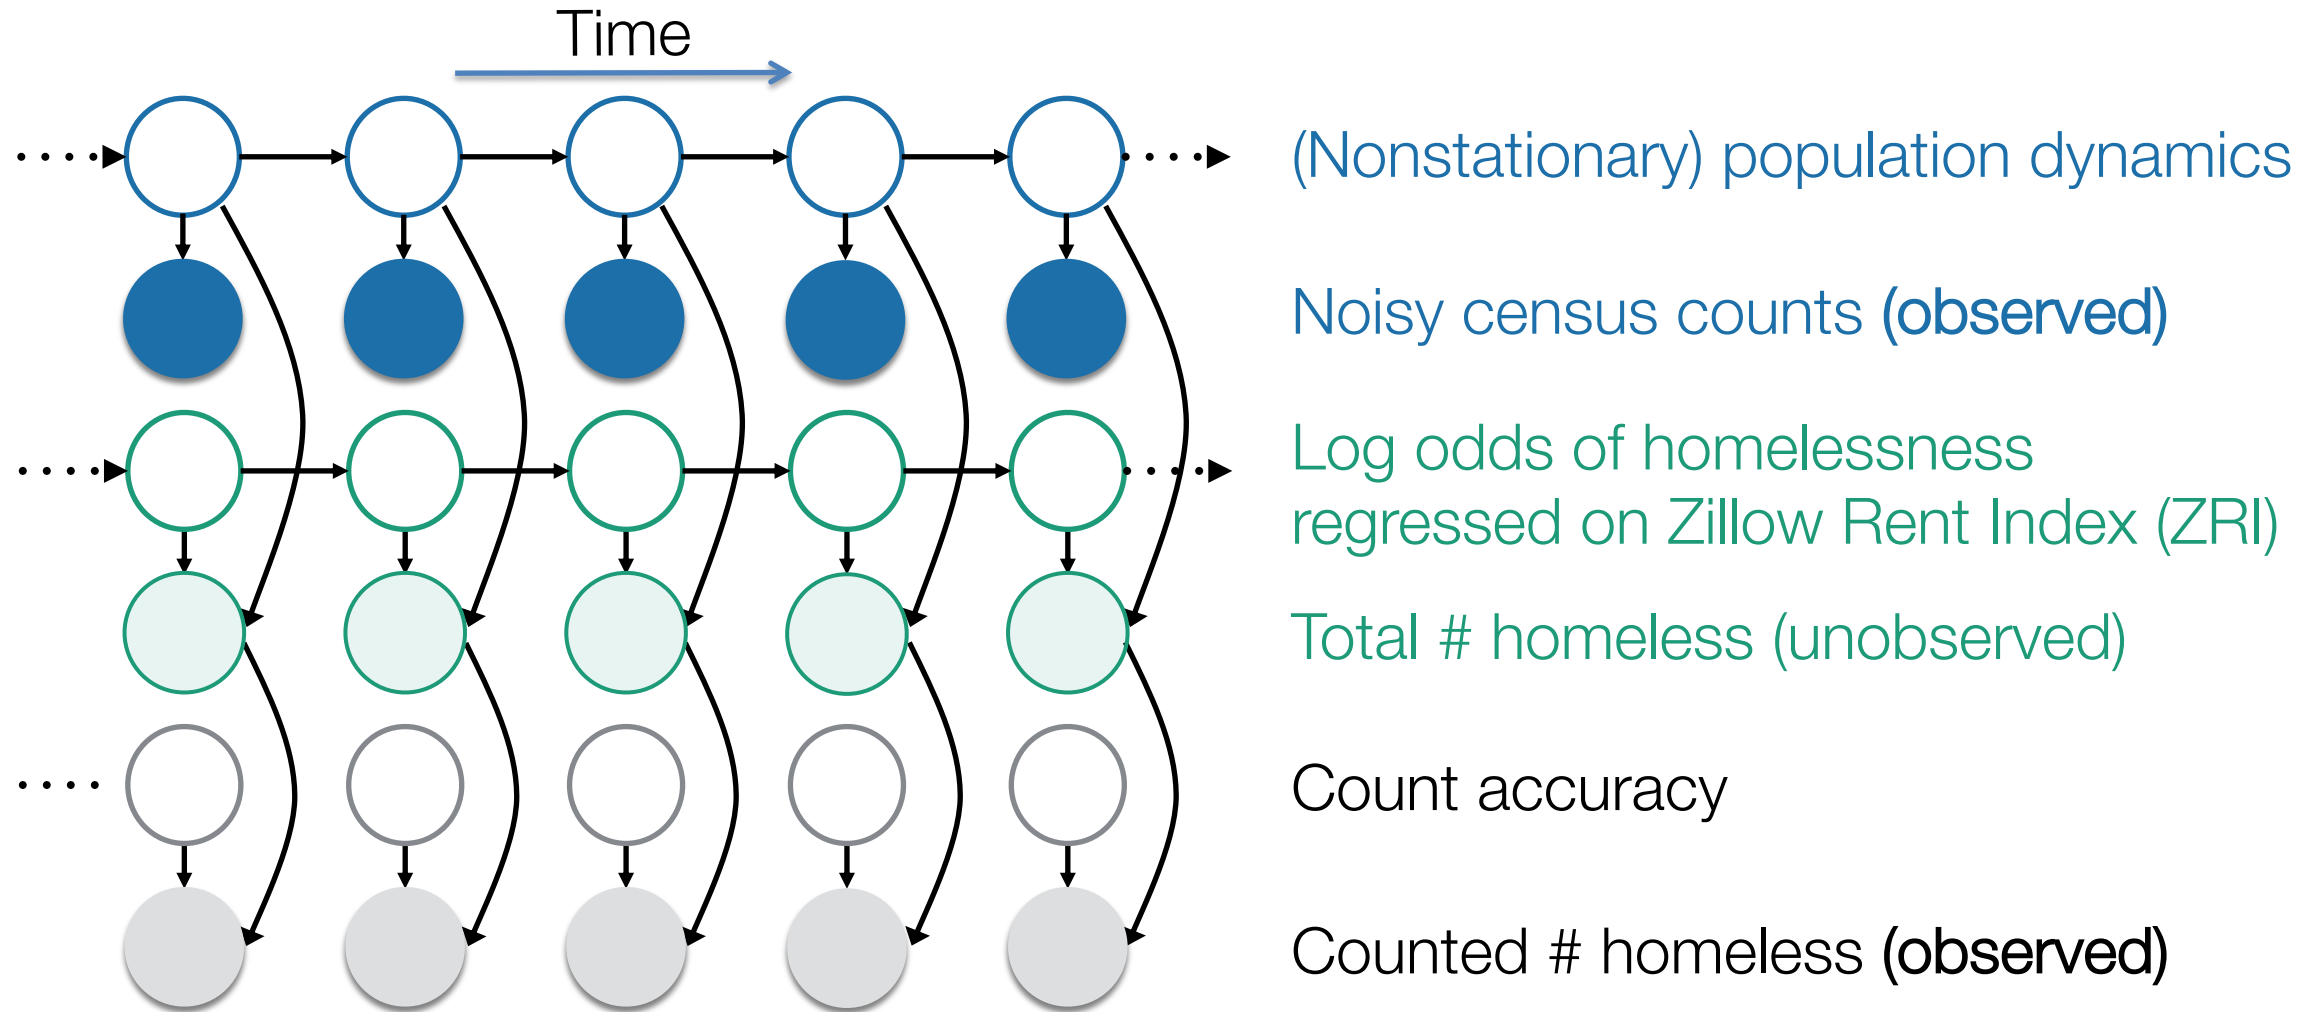 Time
(Nonstationary) population dynamics
Noisy census counts (observed)
Log odds of homelessness
regressed on Zillow Rent Index (ZRI)
Total # homeless (unobserved)
Count accuracy
Counted # homeless (observed)